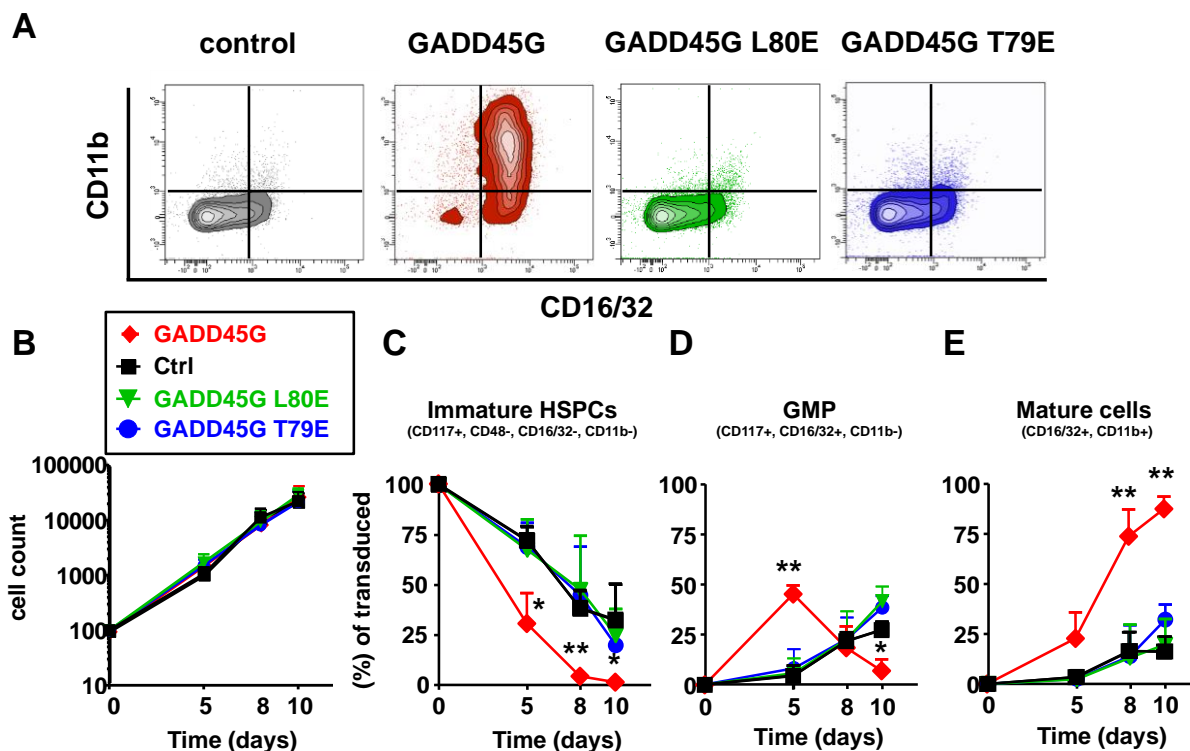 A
control
GADD45G
GADD45G L80E
GADD45G T79E
CD11b
CD16/32
B
GADD45G
Ctrl
GADD45G L80E
GADD45G T79E
cell count
100000
10000
1000
100
10
0 5 8 10
Time (days)
C
Immature HSPCs
(CD117+, CD48-, CD16/32-, CD11b-)
(%) of transduced
100
75
50
25
0
*
**
*
0 5 8 10
Time (days)
D
GMP
(CD117+, CD16/32+, CD11b-)
100
75
50
25
0
**
*
0 5 8 10
Time (days)
E
Mature cells
(CD16/32+, CD11b+)
100
75
50
25
0
**
**
0 5 8 10
Time (days)